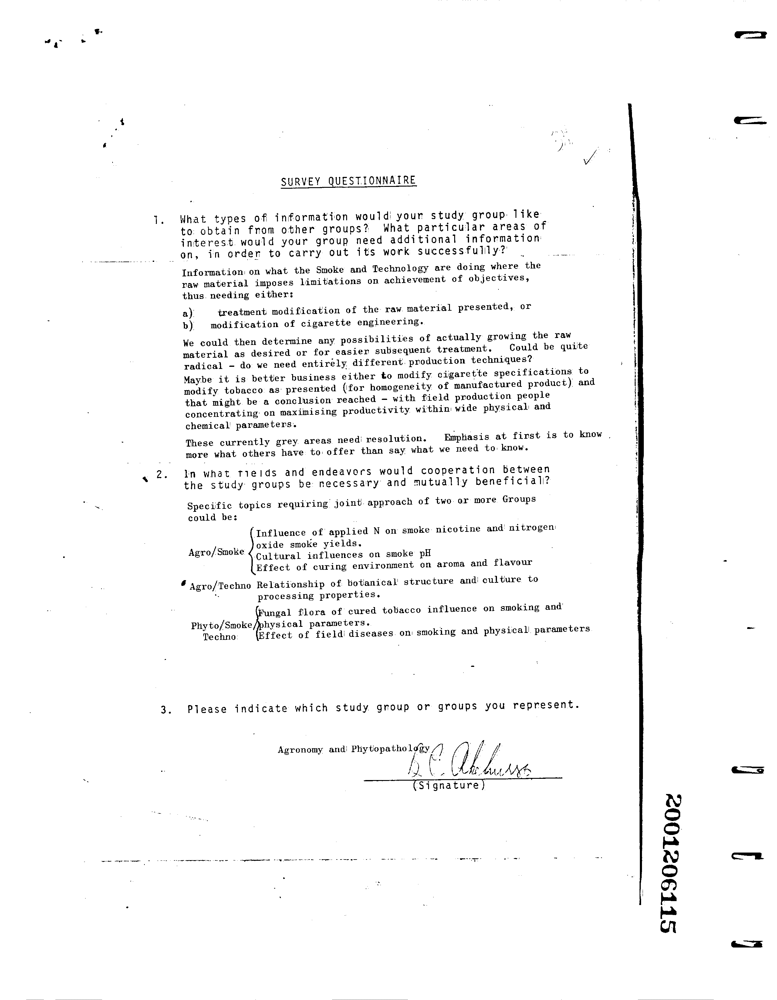 SURVEY QUESTIONNAIRE
1. What types of information would your study group like
to obtain from other groups? What particular areas of
interest would your group need additional information
on, in order to carry out its work successfully?
Information on what the Smoke and Technology are doing where the
raw material imposes limitations on achievement of objectives,
thus needing either:
a) treatment modification of the raw material presented, or
b) modification of cigarette engineering.
We could then determine any possibilities of actually growing the raw
material as desired or for easier subsequent treatment. Could be quite
radical - do we need entirely different production techniques?
Maybe it is better business either to modify cigarette specifications to
modify tobacco as presented (for homogeneity of manufactured product) and
that might be a conclusion reached - with field production people
concentrating on maximising productivity within wide physical and
chemical parameters.
These currently grey areas need resolution. Emphasis at first is to know
more what others have to offer than say what we need to know.
2. In what fields and endeavors would cooperation between
the study groups be necessary and mutually beneficial?
Specific topics requiring joint approach of two or more Groups
could be:
Influence of applied N on smoke nicotine and nitrogen
oxide smoke yields.
Agro/Smoke Cultural influences on smoke pH
Effect of curing environment on aroma and flavour
Agro/Techno Relationship of botanical structure and culture to
processing properties.
Fungal flora of cured tobacco influence on smoking and
Phyto/Smoke/ physical parameters.
Techno Effect of field diseases on smoking and physical parameters
3. Please indicate which study group or groups you represent.
Agronomy and Phytopathology
(Signature)
2001206115